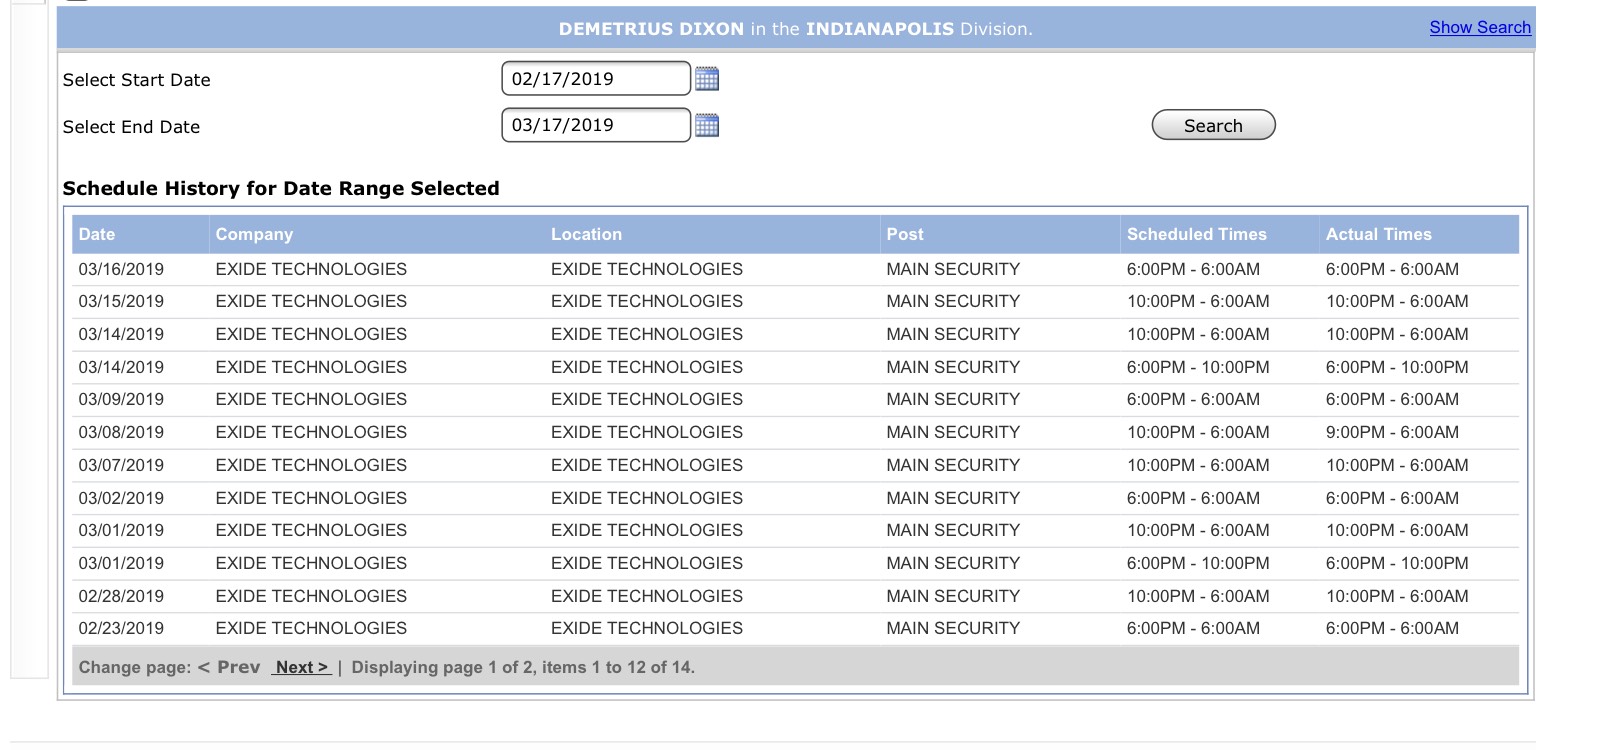 DEMETRIUS DIXON in the INDIANAPOLIS Division. Show Search
Select Start Date 02/17/2019
Select End Date 03/17/2019 Search
Schedule History for Date Range Selected
Date Company Location Post Scheduled Times Actual Times
03/16/2019 EXIDE TECHNOLOGIES EXIDE TECHNOLOGIES MAIN SECURITY 6:00PM - 6:00AM 6:00PM - 6:00AM
03/15/2019 EXIDE TECHNOLOGIES EXIDE TECHNOLOGIES MAIN SECURITY 10:00PM - 6:00AM 10:00PM - 6:00AM
03/14/2019 EXIDE TECHNOLOGIES EXIDE TECHNOLOGIES MAIN SECURITY 10:00PM - 6:00AM 10:00PM - 6:00AM
03/14/2019 EXIDE TECHNOLOGIES EXIDE TECHNOLOGIES MAIN SECURITY 6:00PM - 10:00PM 6:00PM - 10:00PM
03/09/2019 EXIDE TECHNOLOGIES EXIDE TECHNOLOGIES MAIN SECURITY 6:00PM - 6:00AM 6:00PM - 6:00AM
03/08/2019 EXIDE TECHNOLOGIES EXIDE TECHNOLOGIES MAIN SECURITY 10:00PM - 6:00AM 9:00PM - 6:00AM
03/07/2019 EXIDE TECHNOLOGIES EXIDE TECHNOLOGIES MAIN SECURITY 10:00PM - 6:00AM 10:00PM - 6:00AM
03/02/2019 EXIDE TECHNOLOGIES EXIDE TECHNOLOGIES MAIN SECURITY 6:00PM - 6:00AM 6:00PM - 6:00AM
03/01/2019 EXIDE TECHNOLOGIES EXIDE TECHNOLOGIES MAIN SECURITY 10:00PM - 6:00AM 10:00PM - 6:00AM
03/01/2019 EXIDE TECHNOLOGIES EXIDE TECHNOLOGIES MAIN SECURITY 6:00PM - 10:00PM 6:00PM - 10:00PM
02/28/2019 EXIDE TECHNOLOGIES EXIDE TECHNOLOGIES MAIN SECURITY 10:00PM - 6:00AM 10:00PM - 6:00AM
02/23/2019 EXIDE TECHNOLOGIES EXIDE TECHNOLOGIES MAIN SECURITY 6:00PM - 6:00AM 6:00PM - 6:00AM
Change page: < Prev Next > | Displaying page 1 of 2, items 1 to 12 of 14.